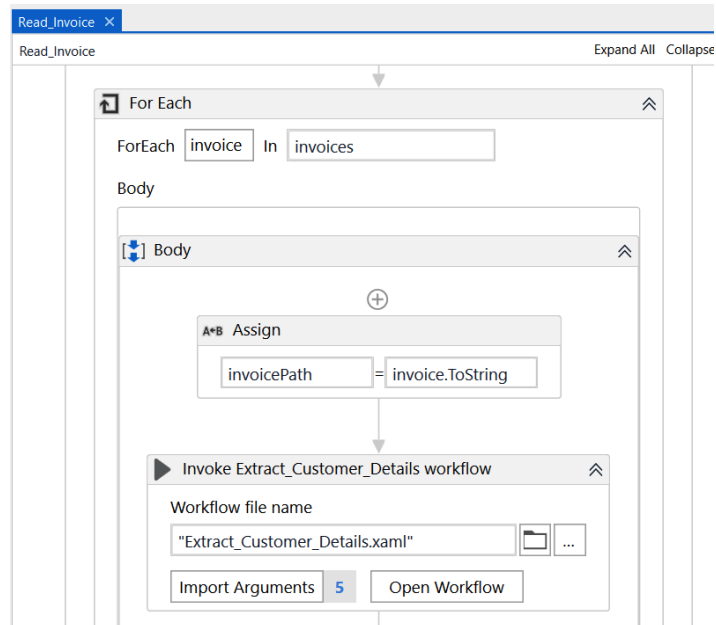 Read_Invoice ×
Read_Invoice Expand All Collapse
For Each
ForEach invoice In invoices
Body
Body
A←B Assign
invoicePath = invoice.ToString
Invoke Extract_Customer_Details workflow
Workflow file name
"Extract_Customer_Details.xaml" ...
Import Arguments 5 Open Workflow